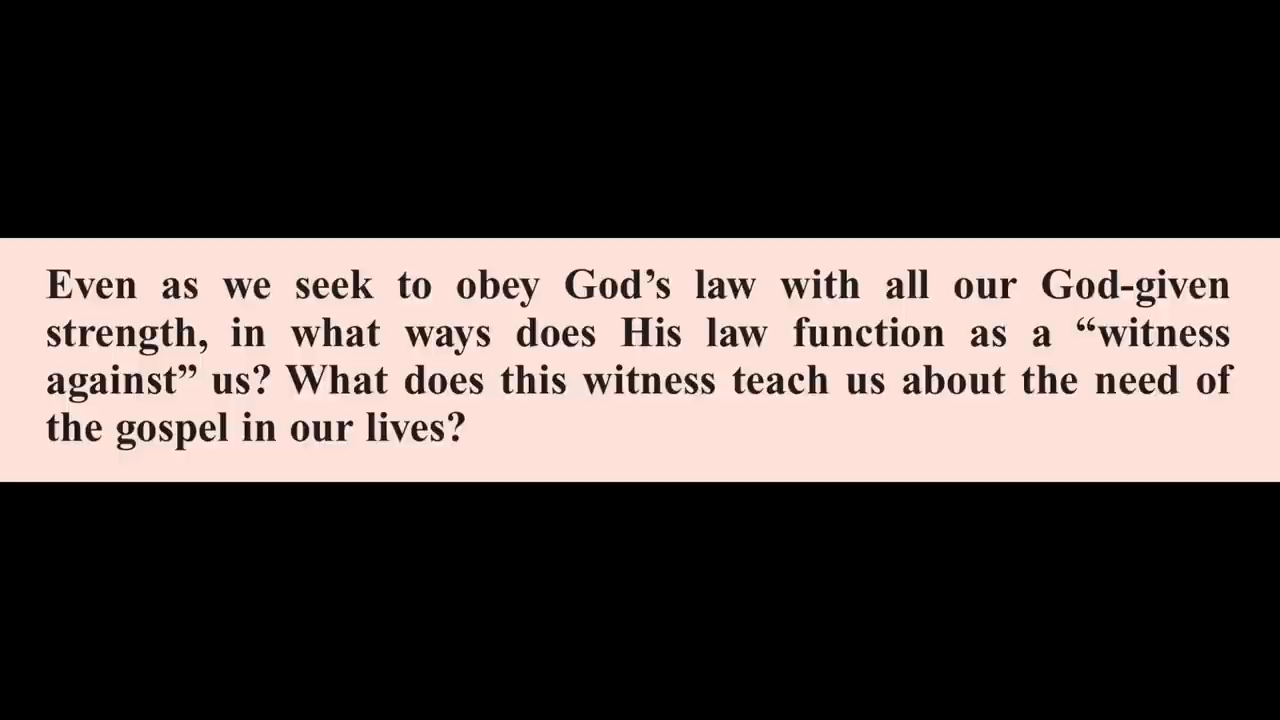 Even as we seek to obey God’s law with all our God-given
strength, in what ways does His law function as a “witness
against” us? What does this witness teach us about the need of
the gospel in our lives?